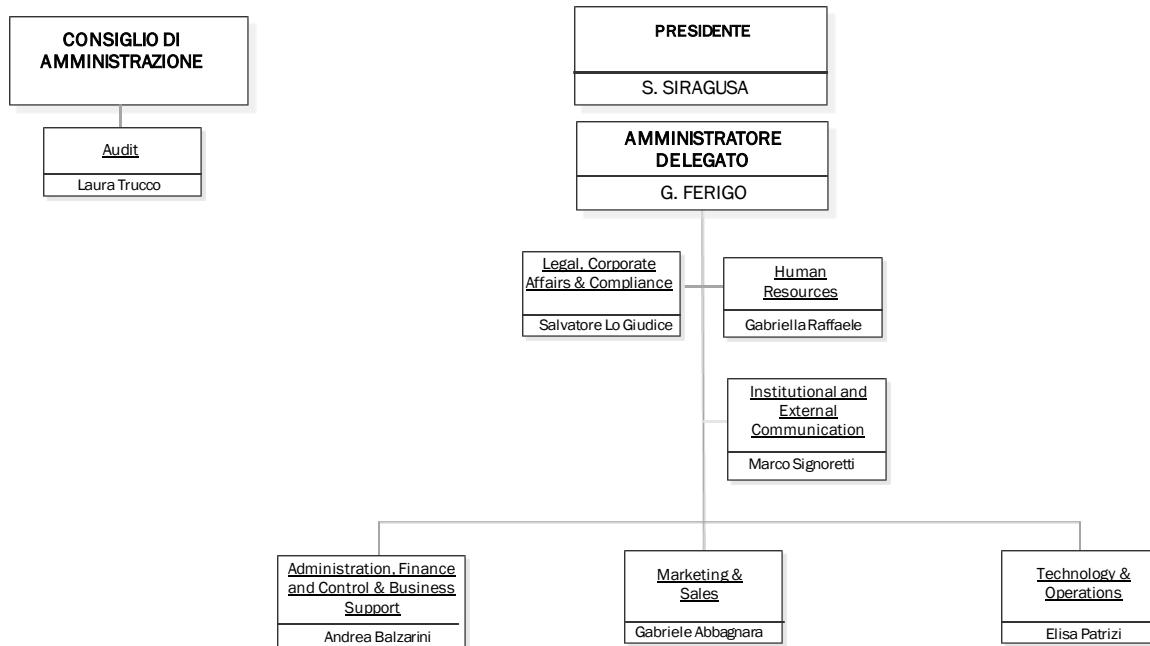 CONSIGLIO DI
AMMINISTRAZIONE
Audit
Laura Trucco
PRESIDENTE
S. SIRAGUSA
AMMINISTRATORE
DELEGATO
G. FERIGO
Legal, Corporate
Affairs & Compliance
Salvatore Lo Giudice
Human
Resources
Gabriella Raffaele
Institutional and
External
Communication
Marco Signoretti
Administration, Finance
and Control & Business
Support
Andrea Balzarini
Marketing &
Sales
Gabriele Abbagnara
Technology &
Operations
Elisa Patrizi